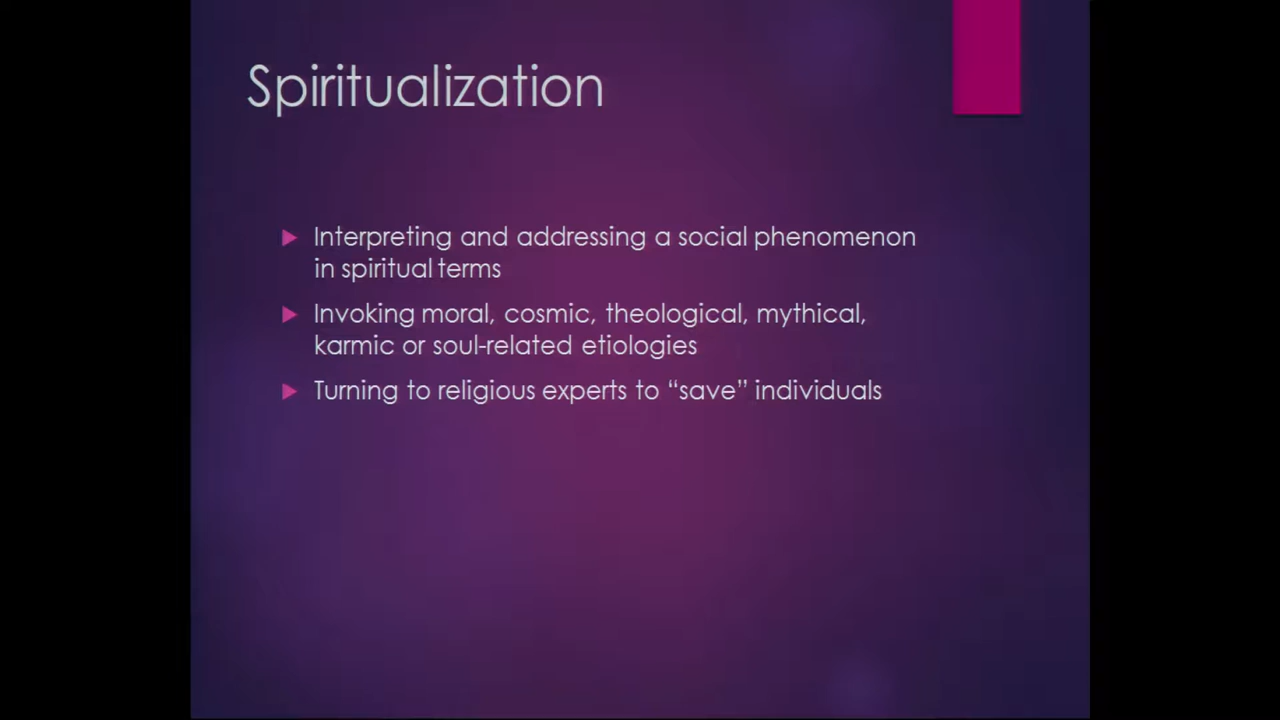 Spiritualization
Interpreting and addressing a social phenomenon
in spiritual terms
Invoking moral, cosmic, theological, mythical,
karmic or soul-related etiologies
Turning to religious experts to “save” individuals